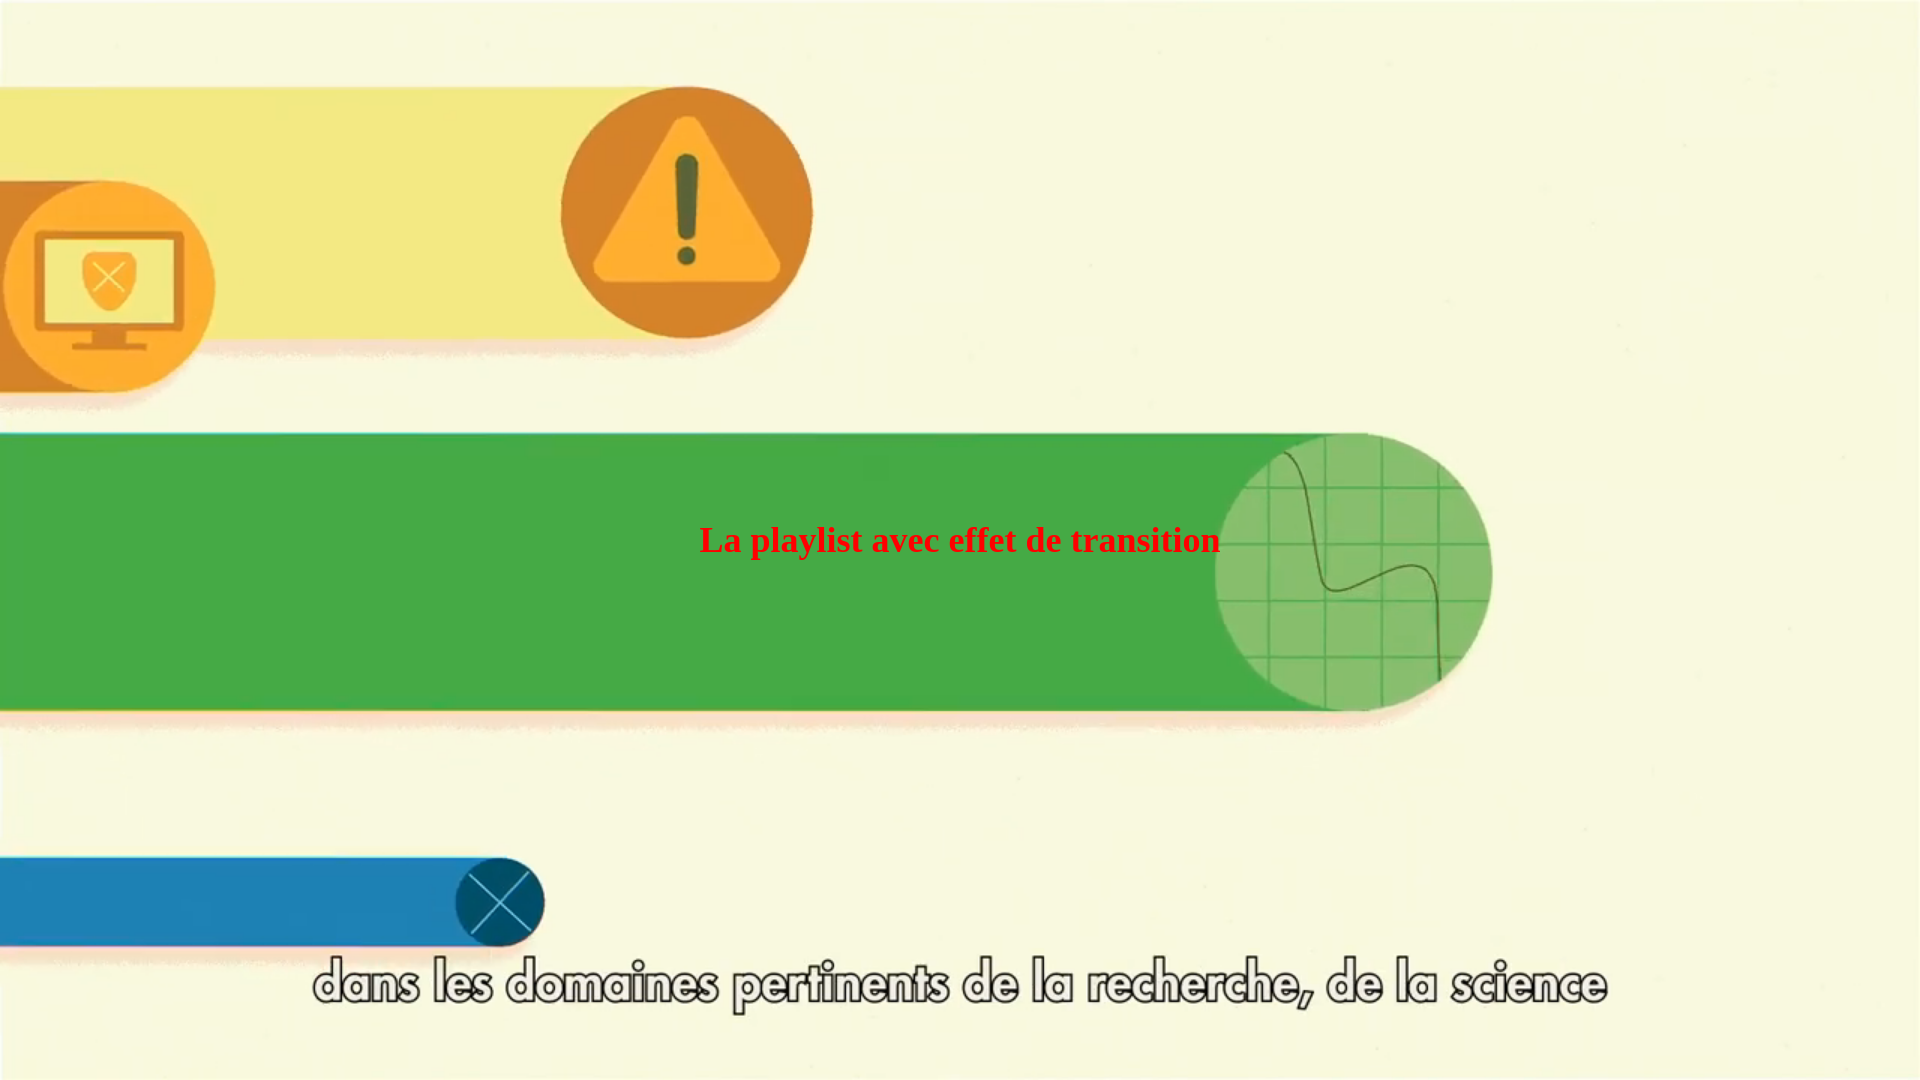 La playlist avec effet de transition
dans les domaines pertinents de la recherche, de la science